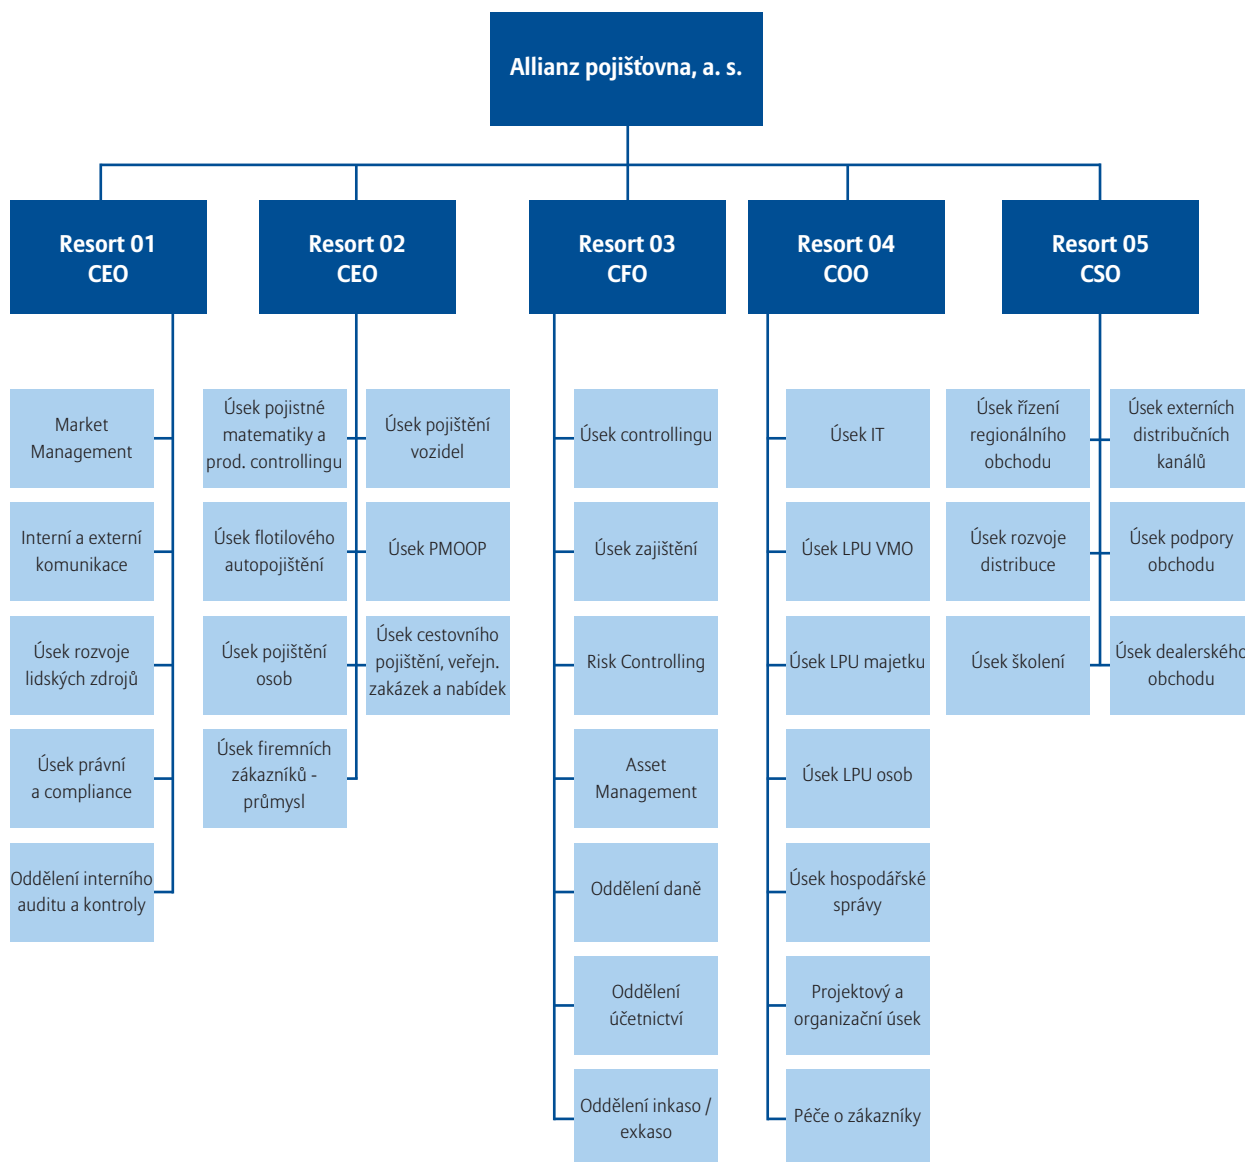 Allianz pojišťovna, a. s.
Resort 01
CEO
Resort 02
CEO
Resort 03
CFO
Resort 04
COO
Resort 05
CSO
Market
Management
Interní a externí
komunikace
Úsek rozvoje
lidských zdrojů
Úsek právní
a compliance
Oddělení interního
auditu a kontroly
Úsek pojistné
matematiky a
prod. controllingu
Úsek pojištění
vozidel
Úsek flotilového
autopojištění
Úsek PMOOP
Úsek pojištění
osob
Úsek cestovního
pojištění, veřejn.
zakázek a nabídek
Úsek firemních
zákazníků -
průmysl
Úsek controllingu
Úsek zajištění
Risk Controlling
Asset
Management
Oddělení daně
Oddělení
účetnictví
Oddělení inkaso /
exkaso
Úsek IT
Úsek LPU VMO
Úsek LPU majetku
Úsek LPU osob
Úsek hospodářské
správy
Projektový a
organizační úsek
Péče o zákazníky
Úsek řízení
regionálního
obchodu
Úsek externích
distribučních
kanálů
Úsek rozvoje
distribuce
Úsek podpory
obchodu
Úsek školení
Úsek dealerského
obchodu